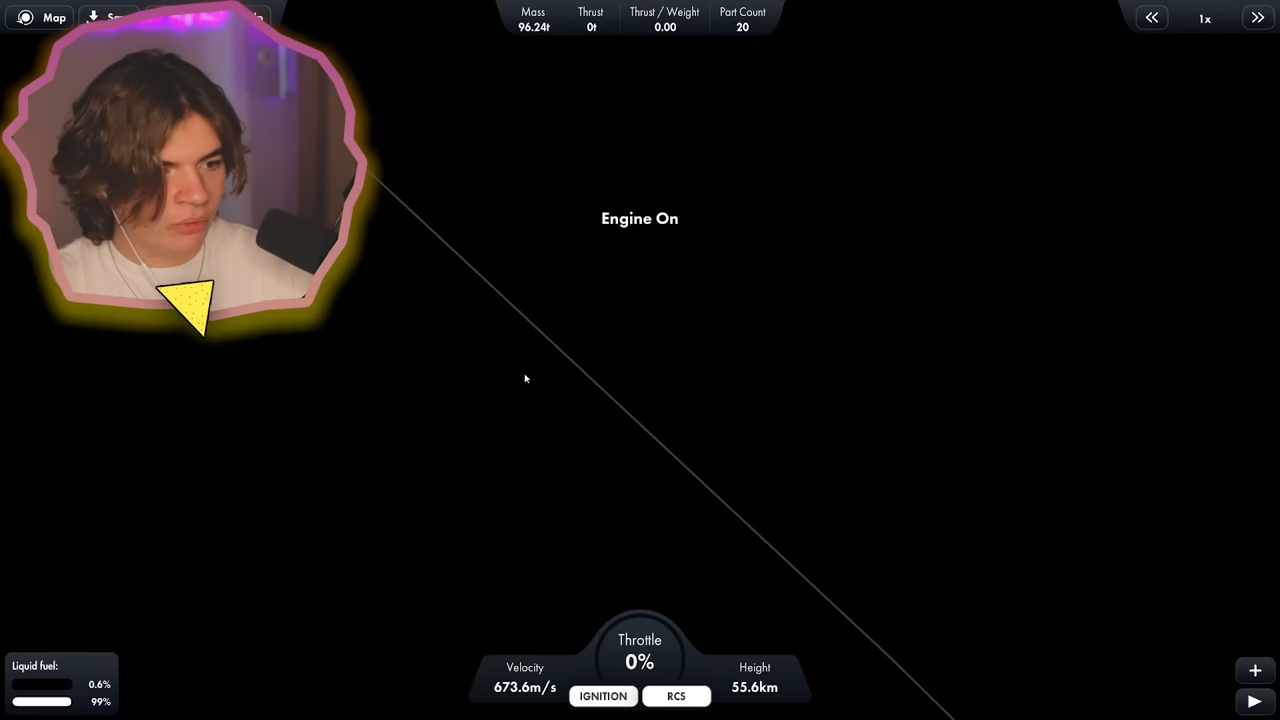 Map
Mass
96.24t
Thrust
0t
Thrust / Weight
0.00
Part Count
20
1x
Engine On
Throttle
0%
Velocity
673.6m/s
Height
55.6km
IGNITION
RCS
Liquid fuel:
0.6%
99%